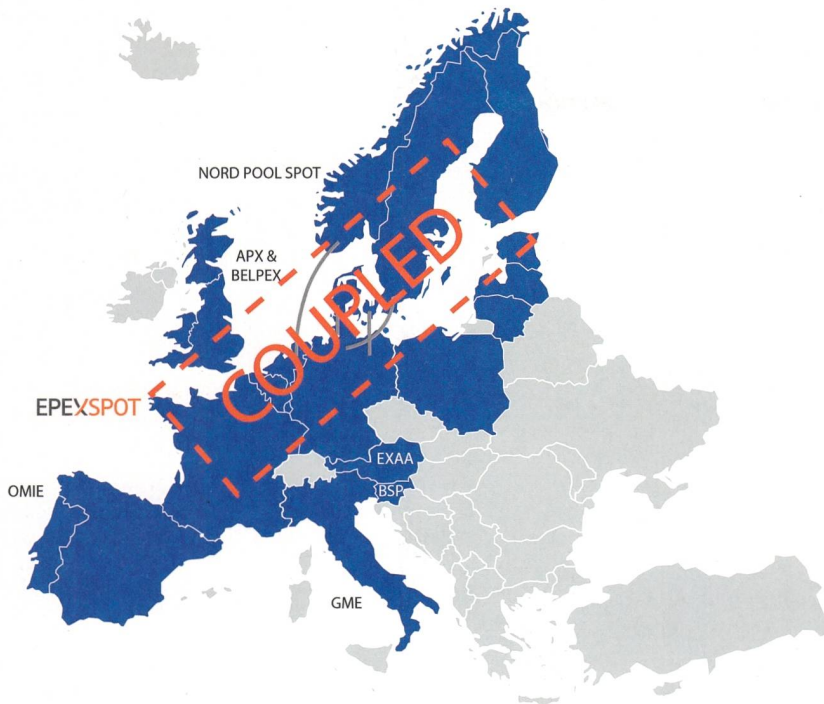 NORD POOL SPOT
APX &
BELPEX
COUPLED
EPEXSPOT
EXAA
OMIE
BSP
GME